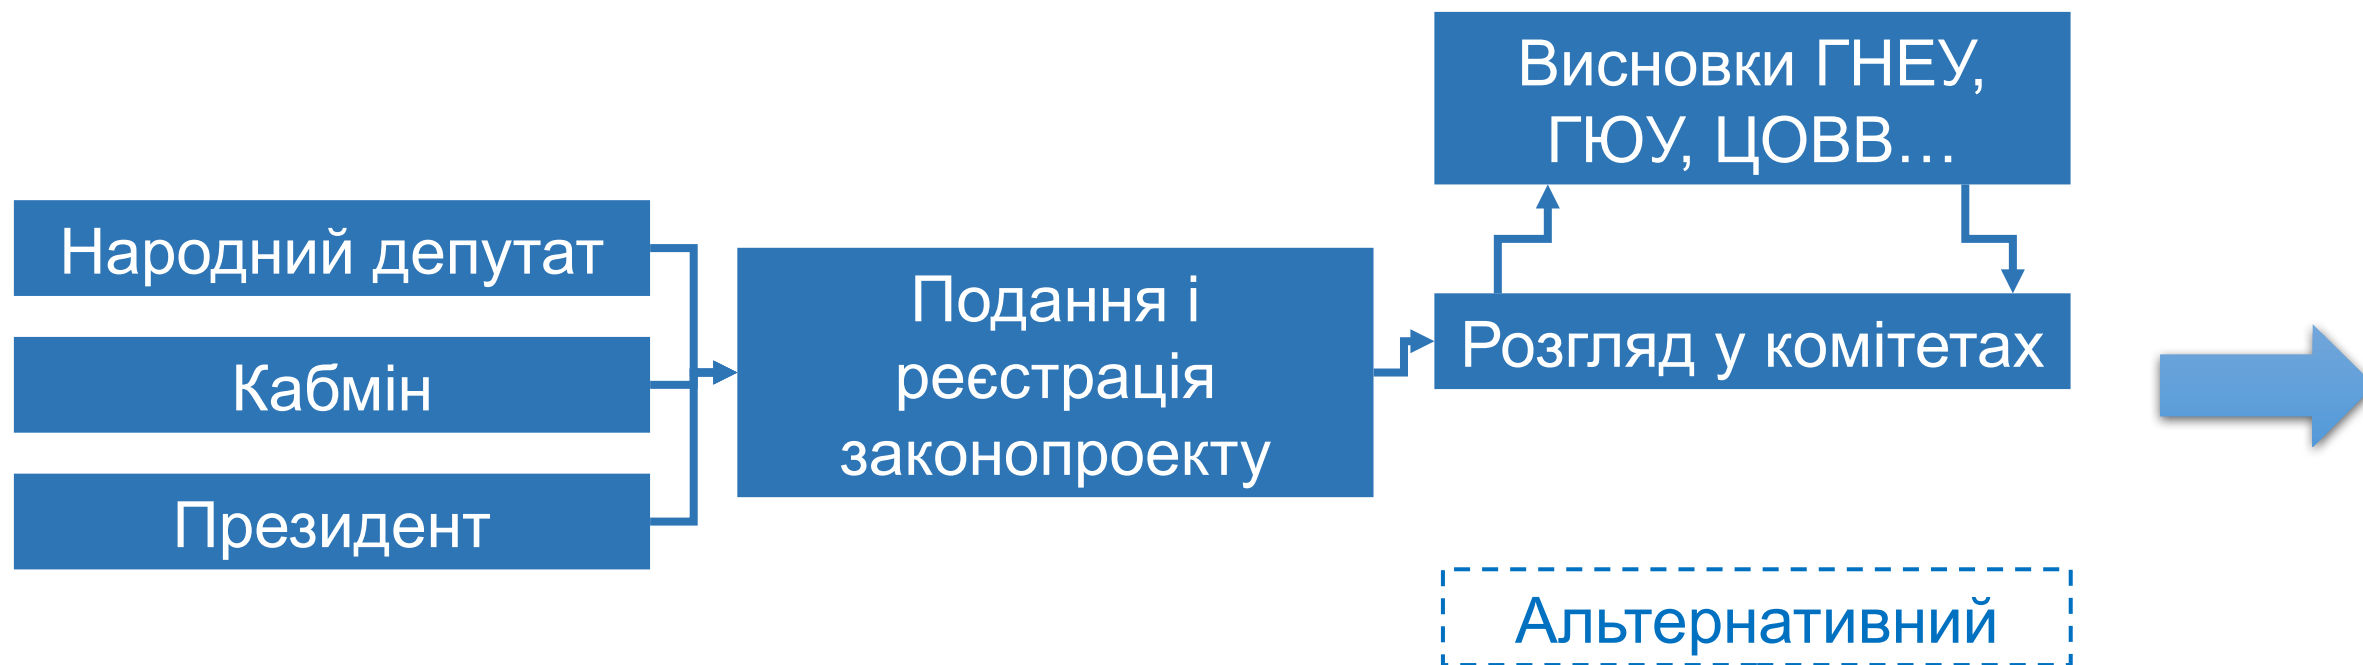 Висновки ГНЕУ,
ГЮУ, ЦОВВ…
Народний депутат
Кабмін
Президент
Подання і
реєстрація
законопроекту
Розгляд у комітетах
Альтернативний